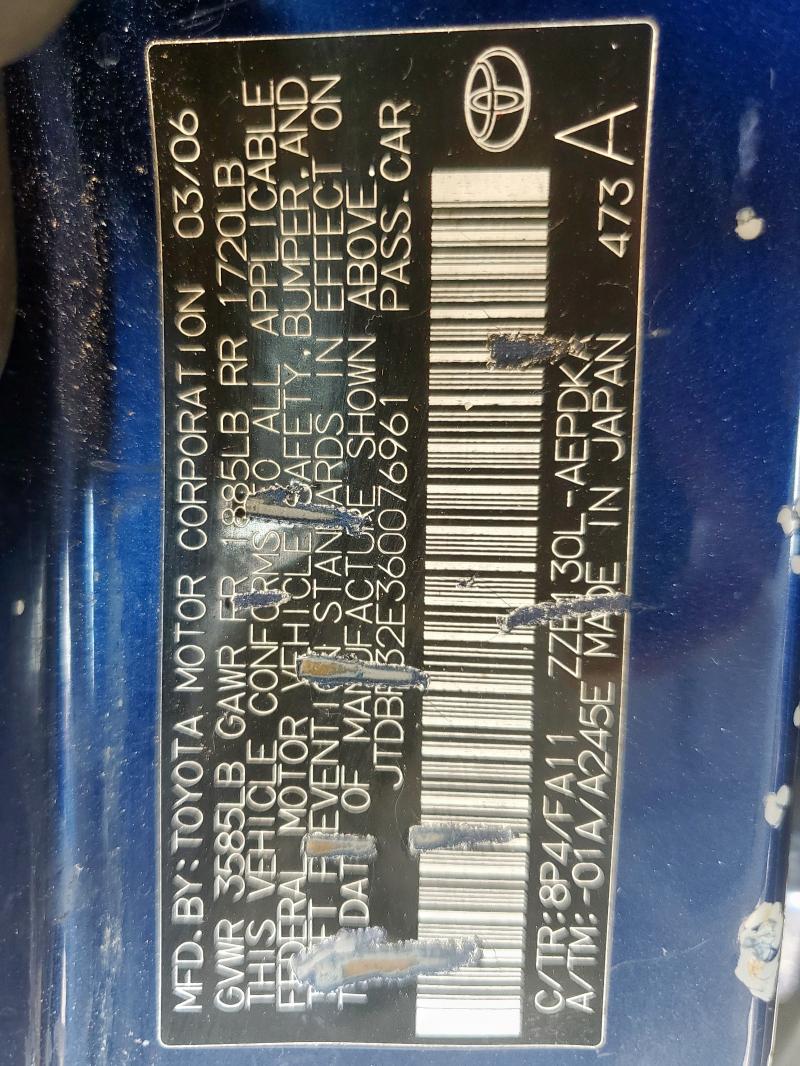 MFD.BY:TOYOTA MOTOR CORPORATION 03/06
GVWR 3585LB GAWR FR 1885LB RR 1720LB
THIS VEHICLE CONFORMS TO ALL APPLICABLE
FEDERAL MOTOR VEHICLE SAFETY,BUMPER,AND
THEFT PREVENTION STANDARDS IN EFFECT ON
THE DATE OF MANUFACTURE SHOWN ABOVE.
JTDBR32E360076961 PASS.CAR
C/TR:8P4/FA11 ZZE130L-AEPDKA
A/TM:-01A/A245E MADE IN JAPAN 473 A